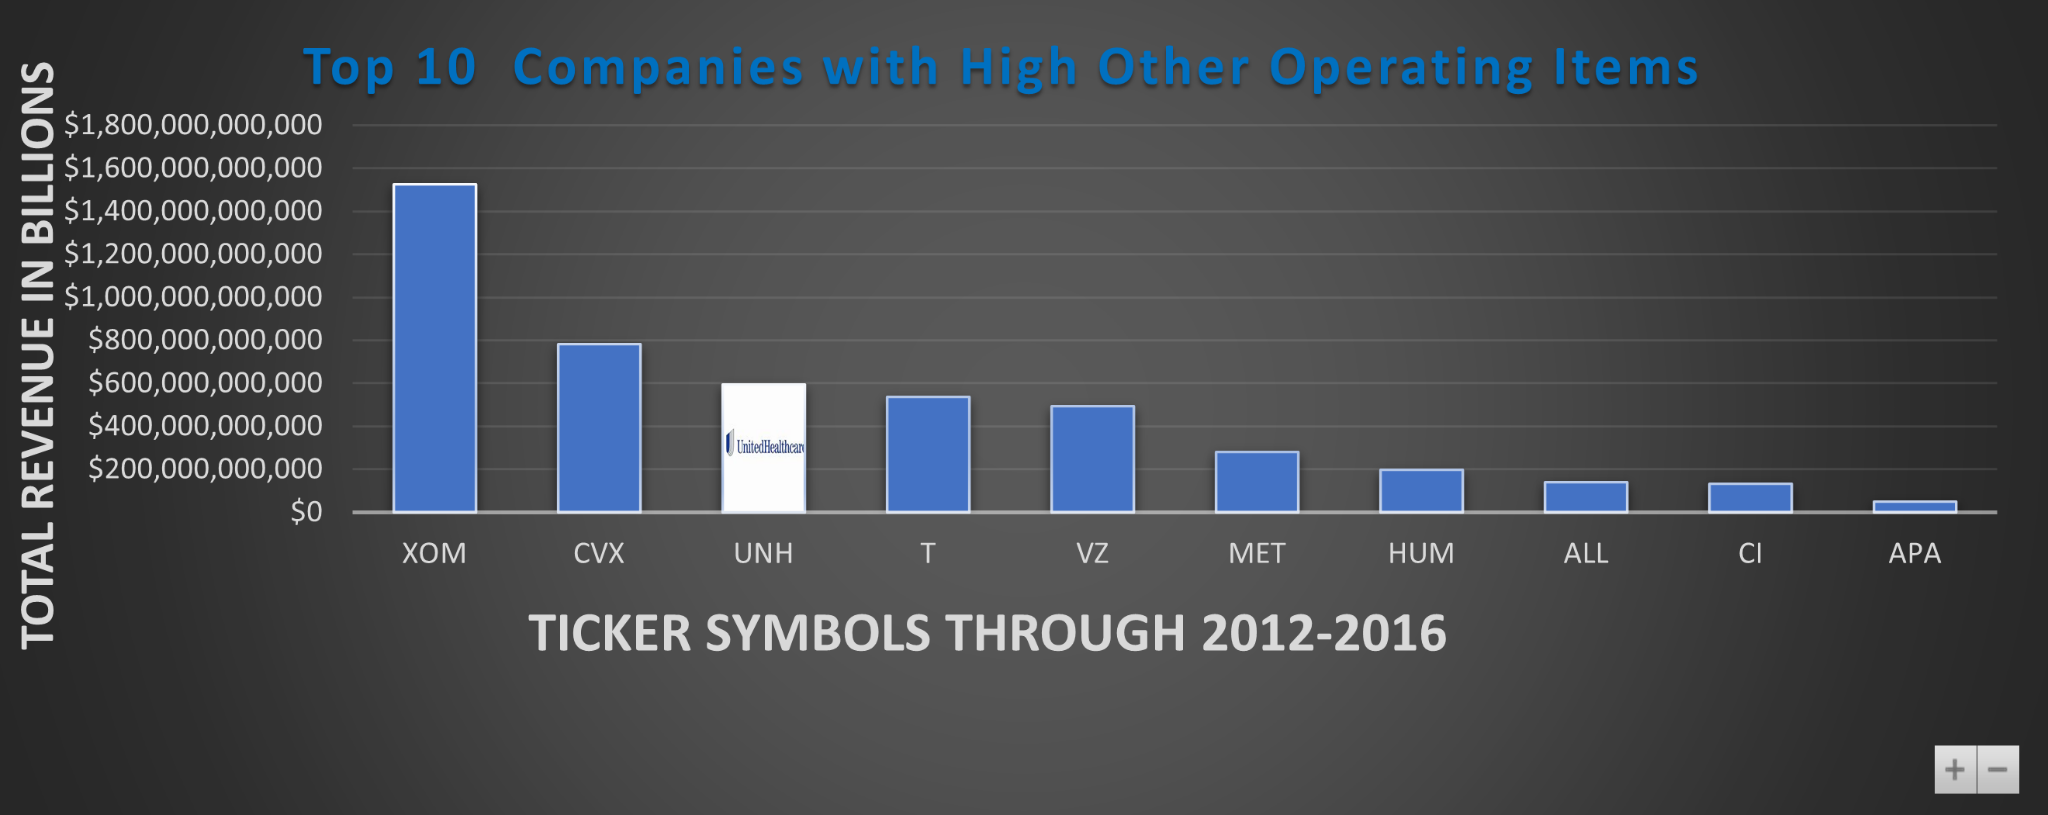 Top 10  Companies with High Other Operating Items
TOTAL REVENUE IN BILLIONS
$1,800,000,000,000
$1,600,000,000,000
$1,400,000,000,000
$1,200,000,000,000
$1,000,000,000,000
$800,000,000,000
$600,000,000,000
$400,000,000,000
$200,000,000,000
$0
UnitedHealthcare
XOM CVX UNH T VZ MET HUM ALL CI APA
TICKER SYMBOLS THROUGH 2012-2016
+ −